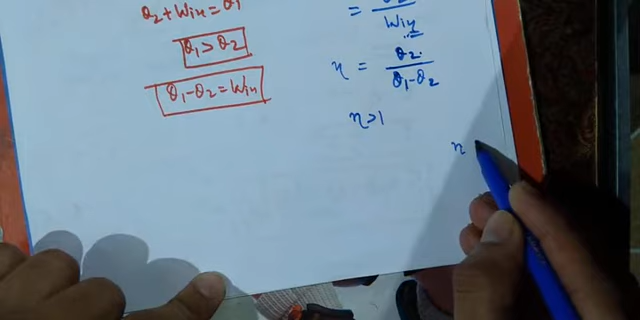 Q₂ + Win = Q₁
Q₁ > Q₂
Q₁ - Q₂ = Win
= Q₂ / Win
η = Q₂ / Q₁ - Q₂
η > 1
η